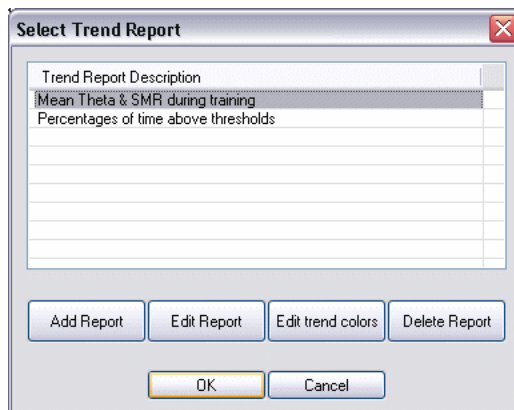 Select Trend Report
Trend Report Description
Mean Theta & SMR during training
Percentages of time above thresholds
Add Report Edit Report Edit trend colors Delete Report
OK Cancel